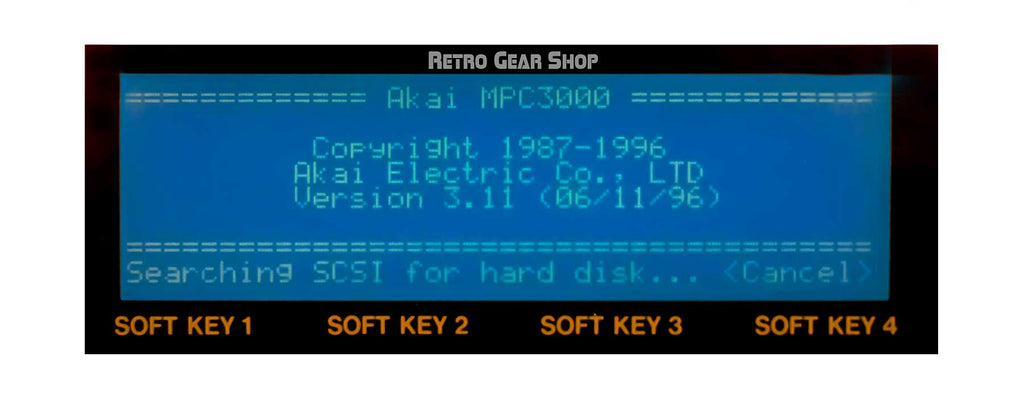 Retro Gear Shop
============= Akai MPC3000 =============
Copyright 1987-1996
Akai Electric Co., LTD
Version 3.11 (06/11/96)
========================================
Searching SCSI for hard disk... <Cancel>
SOFT KEY 1 SOFT KEY 2 SOFT KEY 3 SOFT KEY 4